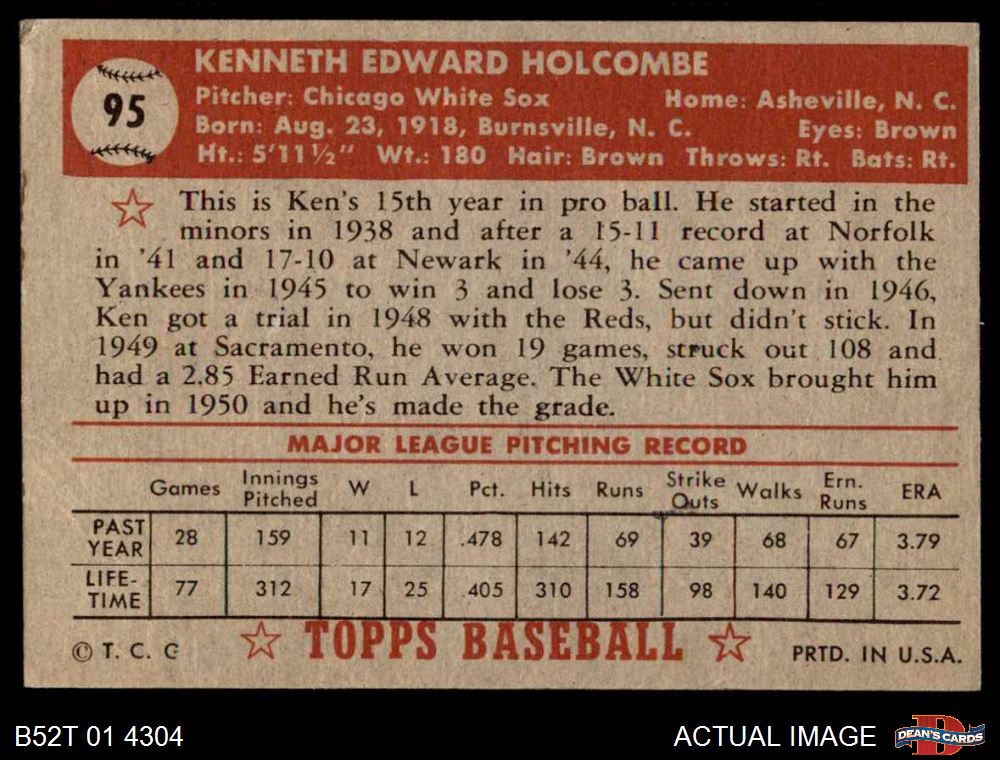 95
KENNETH EDWARD HOLCOMBE
Pitcher: Chicago White Sox Home: Asheville, N. C.
Born: Aug. 23, 1918, Burnsville, N. C. Eyes: Brown
Ht.: 5'11½" Wt.: 180 Hair: Brown Throws: Rt. Bats: Rt.
This is Ken's 15th year in pro ball. He started in the
minors in 1938 and after a 15-11 record at Norfolk
in '41 and 17-10 at Newark in '44, he came up with the
Yankees in 1945 to win 3 and lose 3. Sent down in 1946,
Ken got a trial in 1948 with the Reds, but didn't stick. In
1949 at Sacramento, he won 19 games, struck out 108 and
had a 2.85 Earned Run Average. The White Sox brought him
up in 1950 and he's made the grade.
MAJOR LEAGUE PITCHING RECORD
Games Innings Pitched W L Pct. Hits Runs Strike Outs Walks Ern. Runs ERA
PAST YEAR 28 159 11 12 .478 142 69 39 68 67 3.79
LIFE-TIME 77 312 17 25 .405 310 158 98 140 129 3.72
© T. C. G TOPPS BASEBALL PRTD. IN U.S.A.
B52T 01 4304 ACTUAL IMAGE DEAN'S CARDS